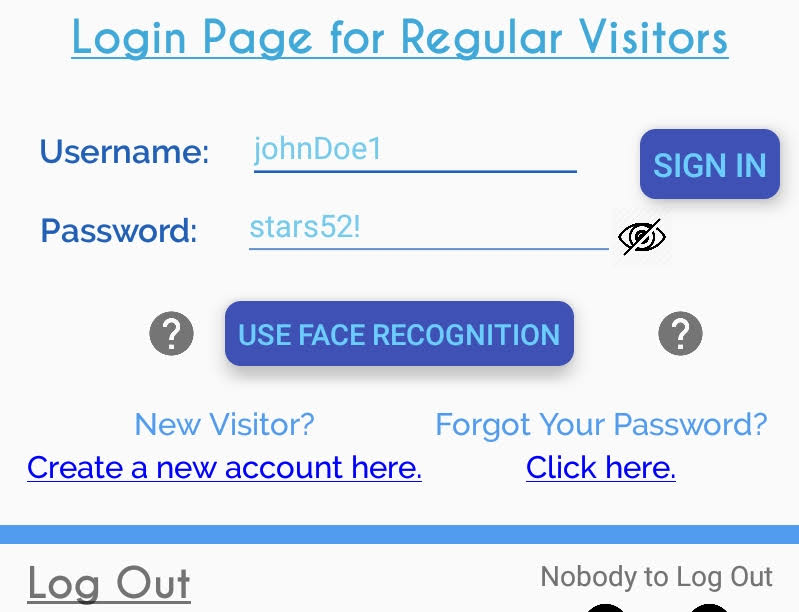 Login Page for Regular Visitors
Username: johnDoe1
SIGN IN
Password: stars52!
?
USE FACE RECOGNITION
?
New Visitor?
Forgot Your Password?
Create a new account here.
Click here.
Log Out
Nobody to Log Out